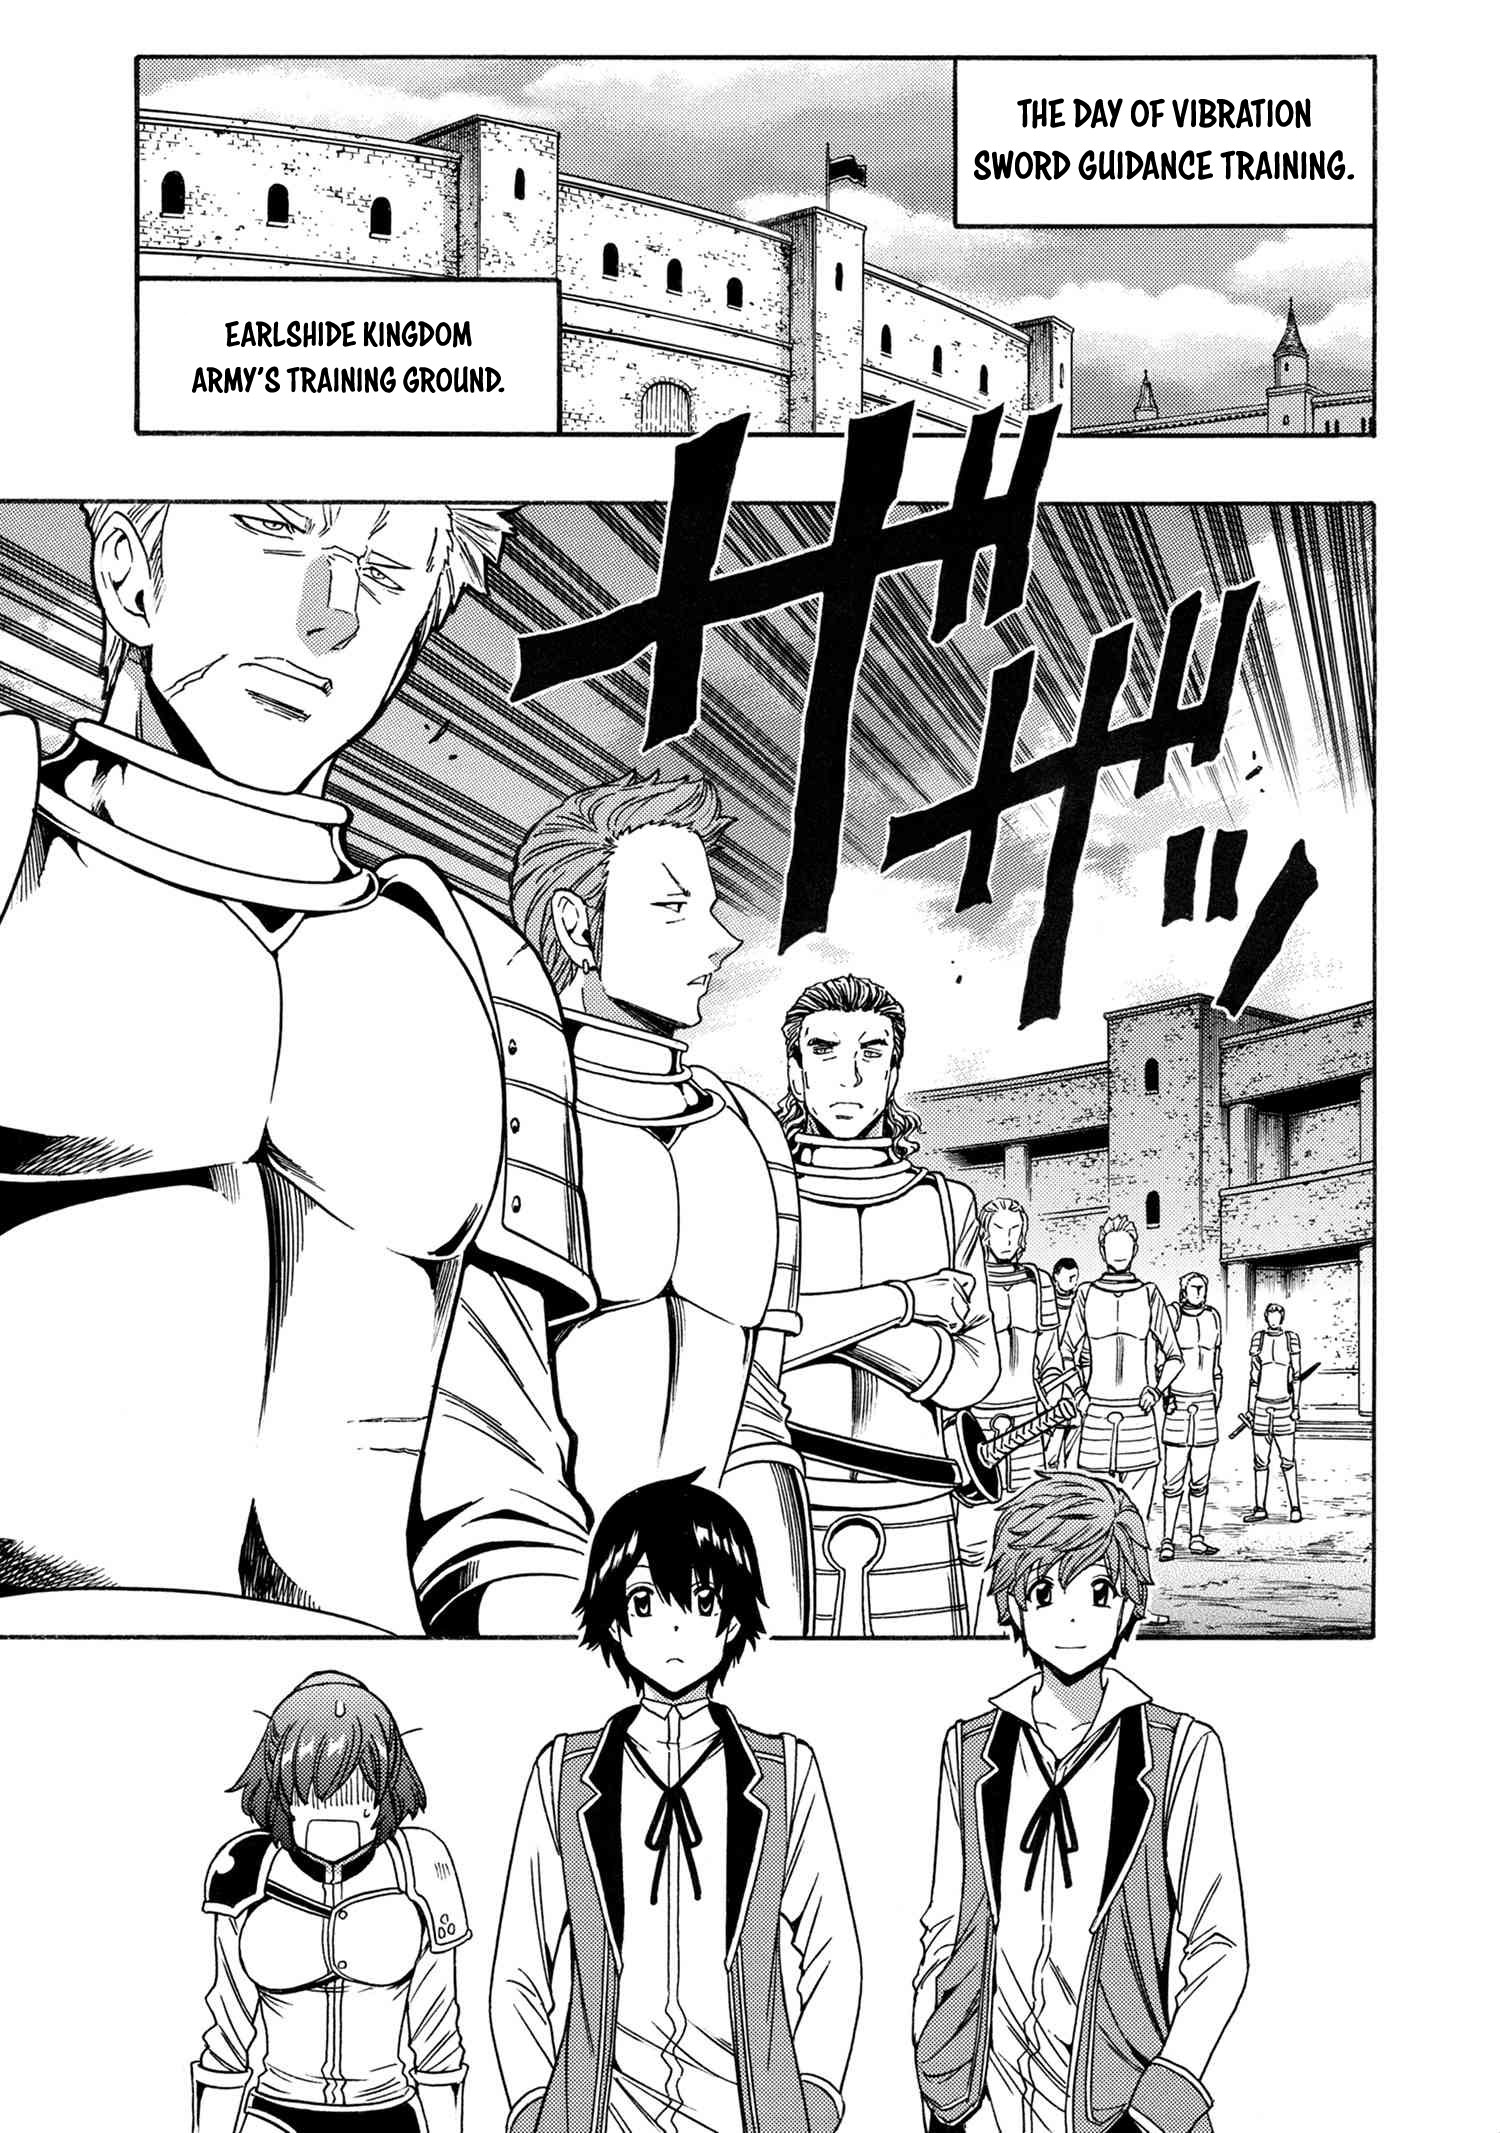 THE DAY OF VIBRATION
SWORD GUIDANCE TRAINING.
EARLSHIDE KINGDOM
ARMY'S TRAINING GROUND.
ザザザッ